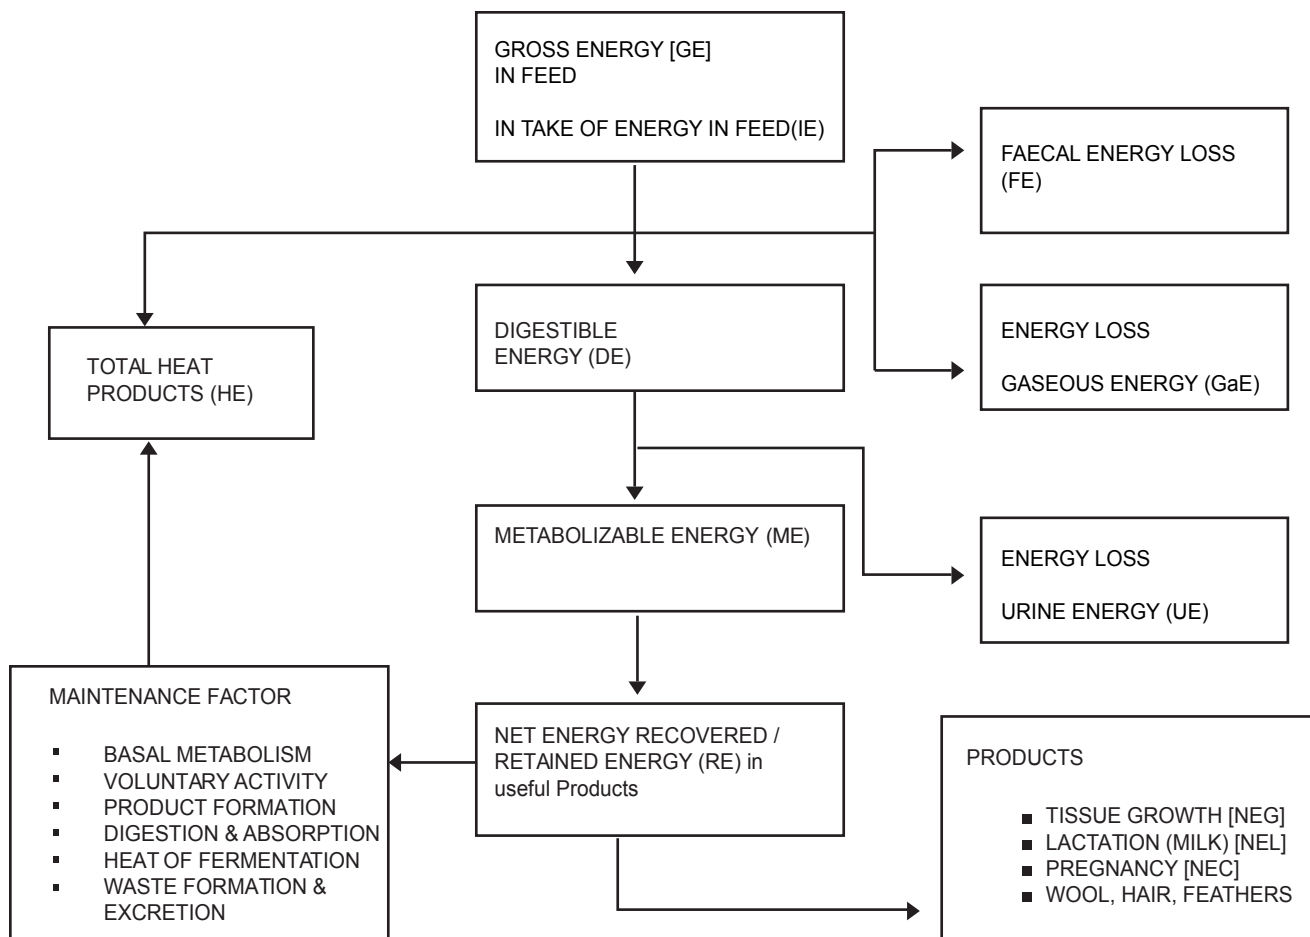 GROSS ENERGY [GE]
IN FEED
IN TAKE OF ENERGY IN FEED(IE)
FAECAL ENERGY LOSS
(FE)
DIGESTIBLE
ENERGY (DE)
ENERGY LOSS
GASEOUS ENERGY (GaE)
TOTAL HEAT
PRODUCTS (HE)
METABOLIZABLE ENERGY (ME)
ENERGY LOSS
URINE ENERGY (UE)
MAINTENANCE FACTOR
▪ BASAL METABOLISM
▪ VOLUNTARY ACTIVITY
▪ PRODUCT FORMATION
▪ DIGESTION & ABSORPTION
▪ HEAT OF FERMENTATION
▪ WASTE FORMATION &
EXCRETION
NET ENERGY RECOVERED /
RETAINED ENERGY (RE) in
useful Products
PRODUCTS
■ TISSUE GROWTH [NEG]
■ LACTATION (MILK) [NEL]
■ PREGNANCY [NEC]
■ WOOL, HAIR, FEATHERS